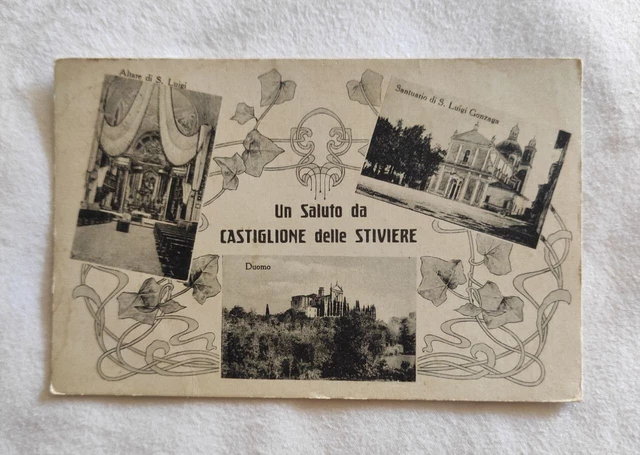 Altare di S. Luigi
Santuario di S. Luigi Gonzaga
Un Saluto da
CASTIGLIONE delle STIVIERE
Duomo